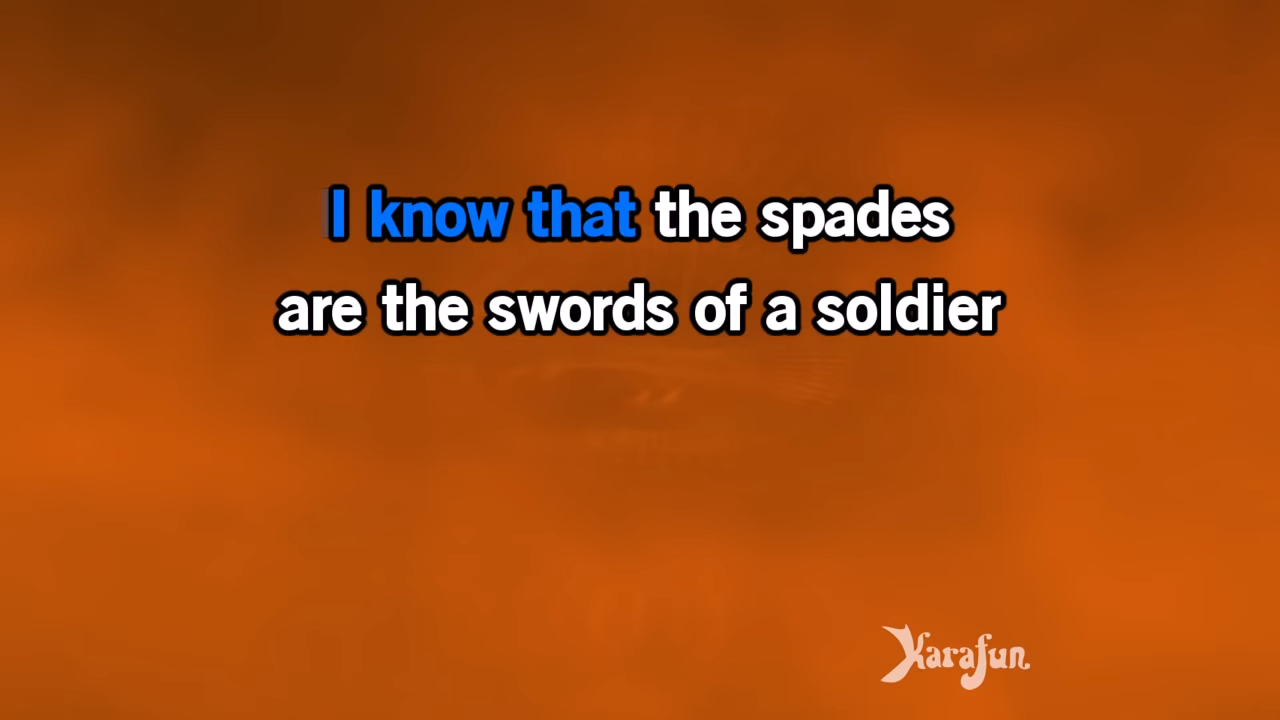 I know that the spades
are the swords of a soldier
Karafun